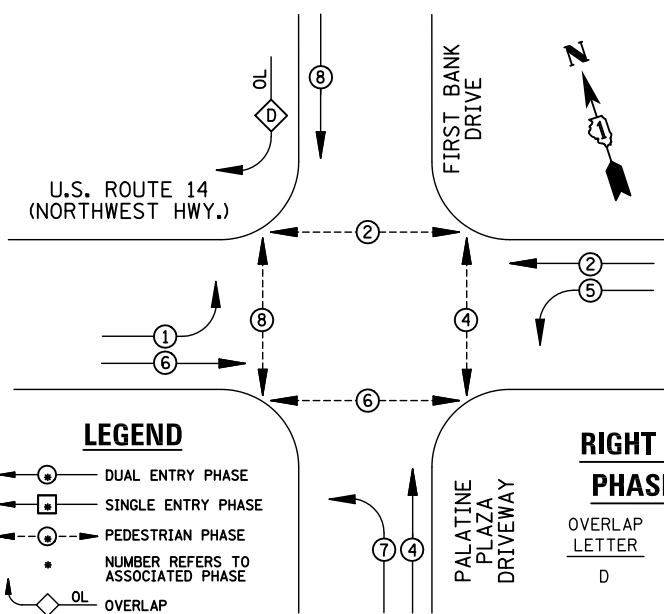 OL
D
8
FIRST BANK
DRIVE
N
1
U.S. ROUTE 14
(NORTHWEST HWY.)
2
2
5
8
4
1
6
6
LEGEND
* DUAL ENTRY PHASE
* SINGLE ENTRY PHASE
* PEDESTRIAN PHASE
* NUMBER REFERS TO
ASSOCIATED PHASE
OL OVERLAP
7
4
PALATINE
PLAZA
DRIVEWAY
RIGHT
PHAS
OVERLAP
LETTER
D